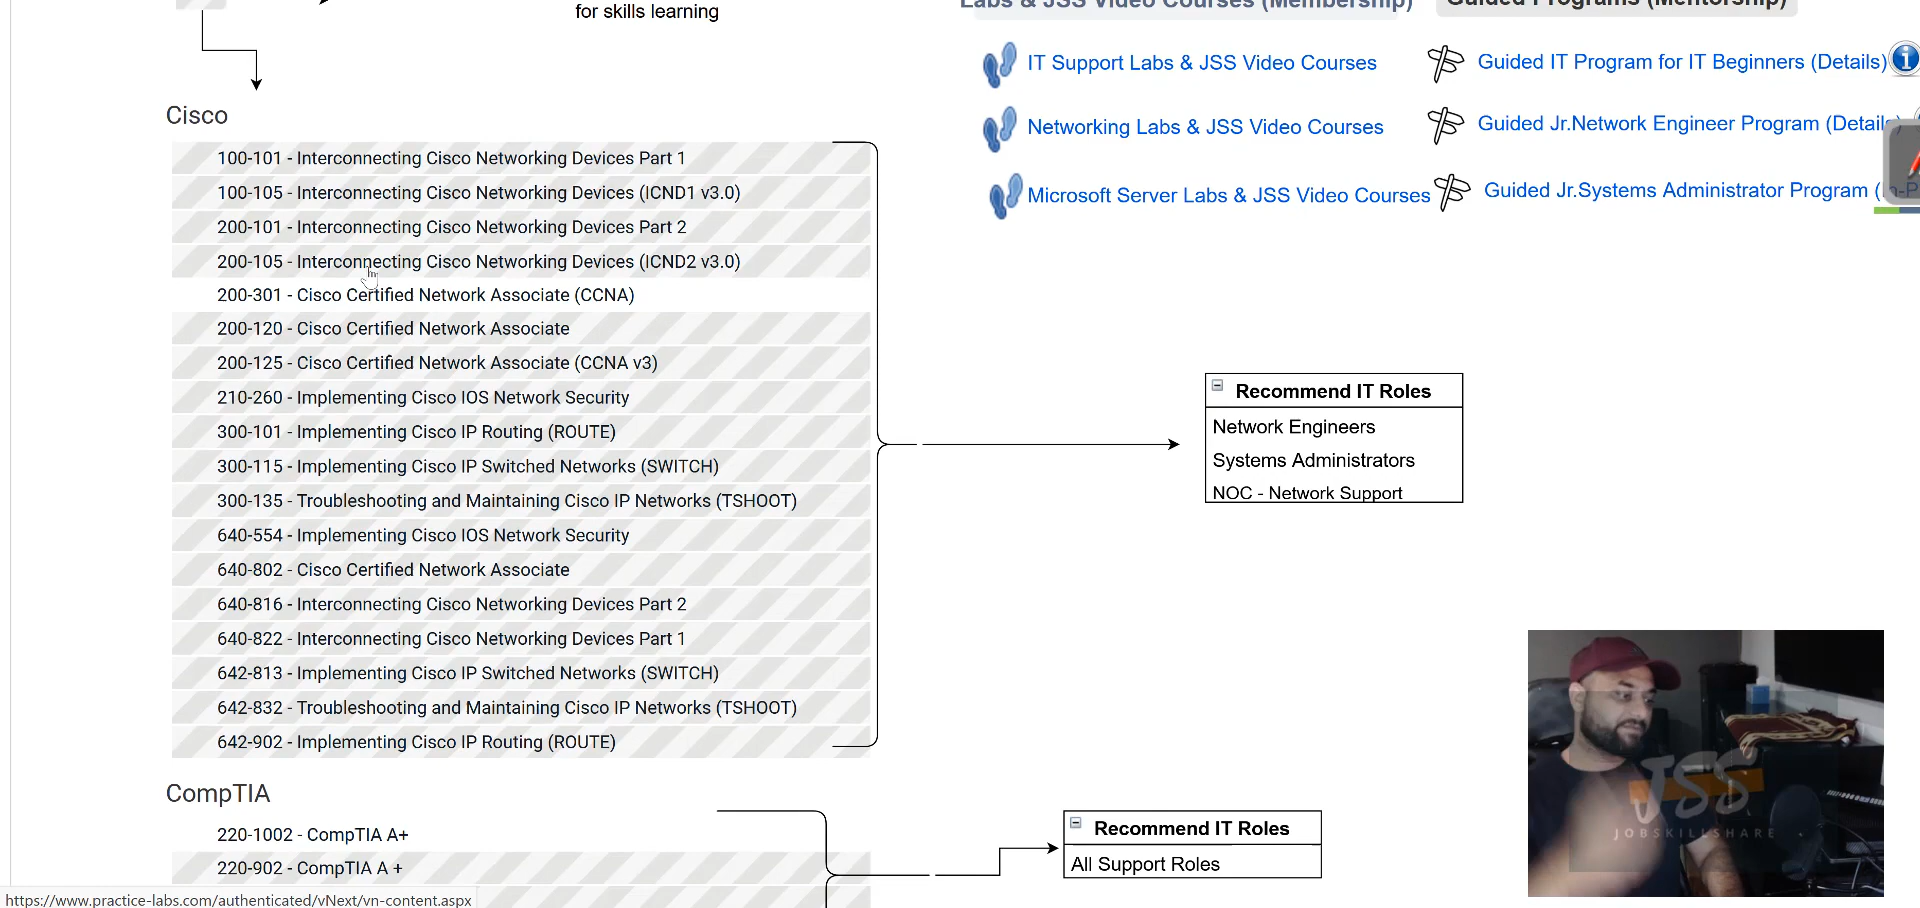 for skills learning
Labs & JSS Video Courses (Membership)
Guided Programs (Mentorship)
IT Support Labs & JSS Video Courses
Guided IT Program for IT Beginners (Details)
Networking Labs & JSS Video Courses
Guided Jr.Network Engineer Program (Details)
Microsoft Server Labs & JSS Video Courses
Guided Jr.Systems Administrator Program (In-P
Cisco
100-101 - Interconnecting Cisco Networking Devices Part 1
100-105 - Interconnecting Cisco Networking Devices (ICND1 v3.0)
200-101 - Interconnecting Cisco Networking Devices Part 2
200-105 - Interconnecting Cisco Networking Devices (ICND2 v3.0)
200-301 - Cisco Certified Network Associate (CCNA)
200-120 - Cisco Certified Network Associate
200-125 - Cisco Certified Network Associate (CCNA v3)
210-260 - Implementing Cisco IOS Network Security
300-101 - Implementing Cisco IP Routing (ROUTE)
300-115 - Implementing Cisco IP Switched Networks (SWITCH)
300-135 - Troubleshooting and Maintaining Cisco IP Networks (TSHOOT)
640-554 - Implementing Cisco IOS Network Security
640-802 - Cisco Certified Network Associate
640-816 - Interconnecting Cisco Networking Devices Part 2
640-822 - Interconnecting Cisco Networking Devices Part 1
642-813 - Implementing Cisco IP Switched Networks (SWITCH)
642-832 - Troubleshooting and Maintaining Cisco IP Networks (TSHOOT)
642-902 - Implementing Cisco IP Routing (ROUTE)
Recommend IT Roles
Network Engineers
Systems Administrators
NOC - Network Support
CompTIA
220-1002 - CompTIA A+
220-902 - CompTIA A +
Recommend IT Roles
All Support Roles
JSS
JOBSKILLSHARE
https://www.practice-labs.com/authenticated/vNext/vn-content.aspx